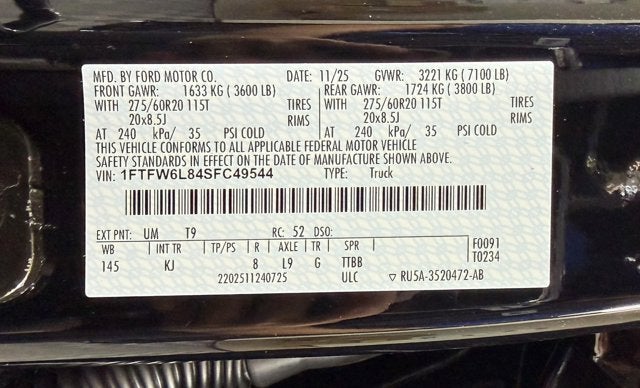 MFD. BY FORD MOTOR CO. DATE: 11/25 GVWR: 3221 KG ( 7100 LB)
FRONT GAWR: 1633 KG ( 3600 LB) REAR GAWR: 1724 KG ( 3800 LB)
WITH 275/60R20 115T TIRES WITH 275/60R20 115T TIRES
20x8.5J RIMS 20x8.5J RIMS
AT 240 kPa/ 35 PSI COLD AT 240 kPa/ 35 PSI COLD
THIS VEHICLE CONFORMS TO ALL APPLICABLE FEDERAL MOTOR VEHICLE
SAFETY STANDARDS IN EFFECT ON THE DATE OF MANUFACTURE SHOWN ABOVE.
VIN: 1FTFW6L84SFC49544 TYPE: Truck
EXT PNT: UM T9 RC: 52 DSO:
WB INT TR TP/PS R AXLE TR SPR F0091
145 KJ 8 L9 G TTBB T0234
2202511240725 ULC ▽ RU5A-3520472-AB